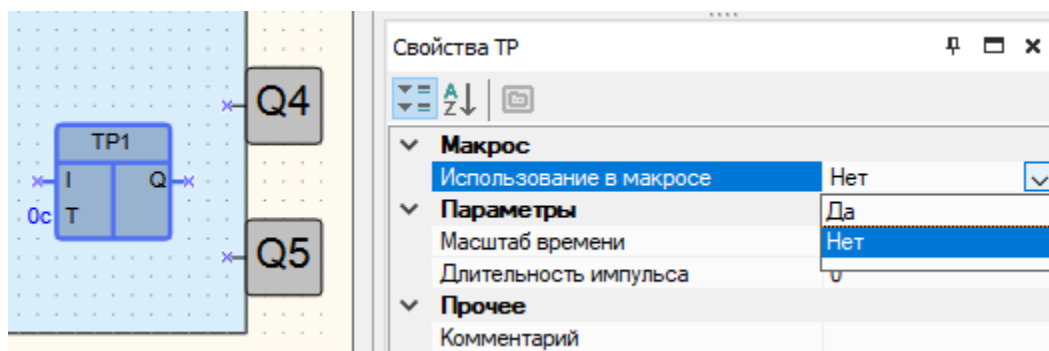 Q4
TP1
I Q
0c T
Q5
Свойства TP
A
Z
Макрос
Использование в макросе Нет
Да
Нет
Параметры
Масштаб времени
Длительность импульса 0
Прочее
Комментарий